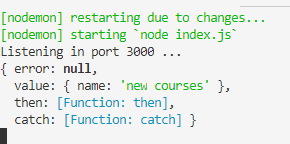 [nodemon] restarting due to changes...
[nodemon] starting `node index.js`
Listening in port 3000 ...
{ error: null,
  value: { name: 'new courses' },
  then: [Function: then],
  catch: [Function: catch] }